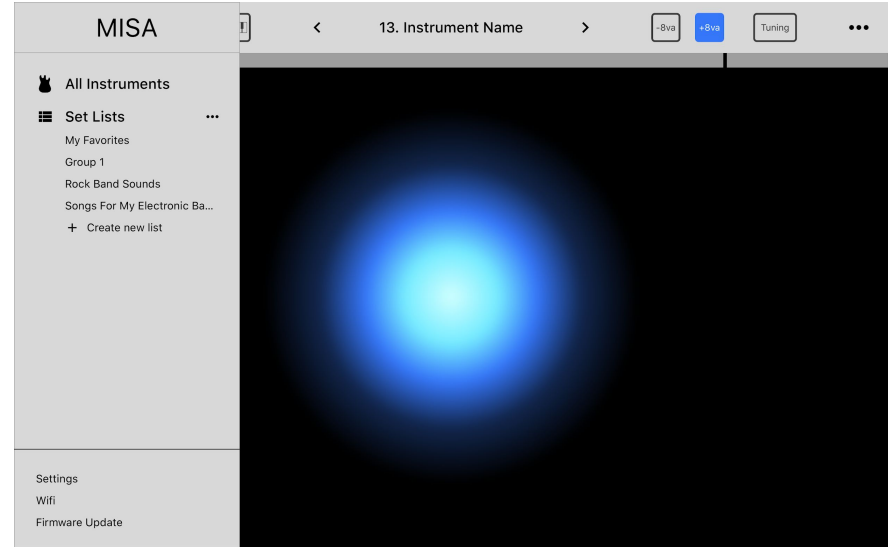 MISA
13. Instrument Name
-8va
+8va
Tuning
All Instruments
Set Lists
My Favorites
Group 1
Rock Band Sounds
Songs For My Electronic Ba...
+ Create new list
Settings
Wifi
Firmware Update